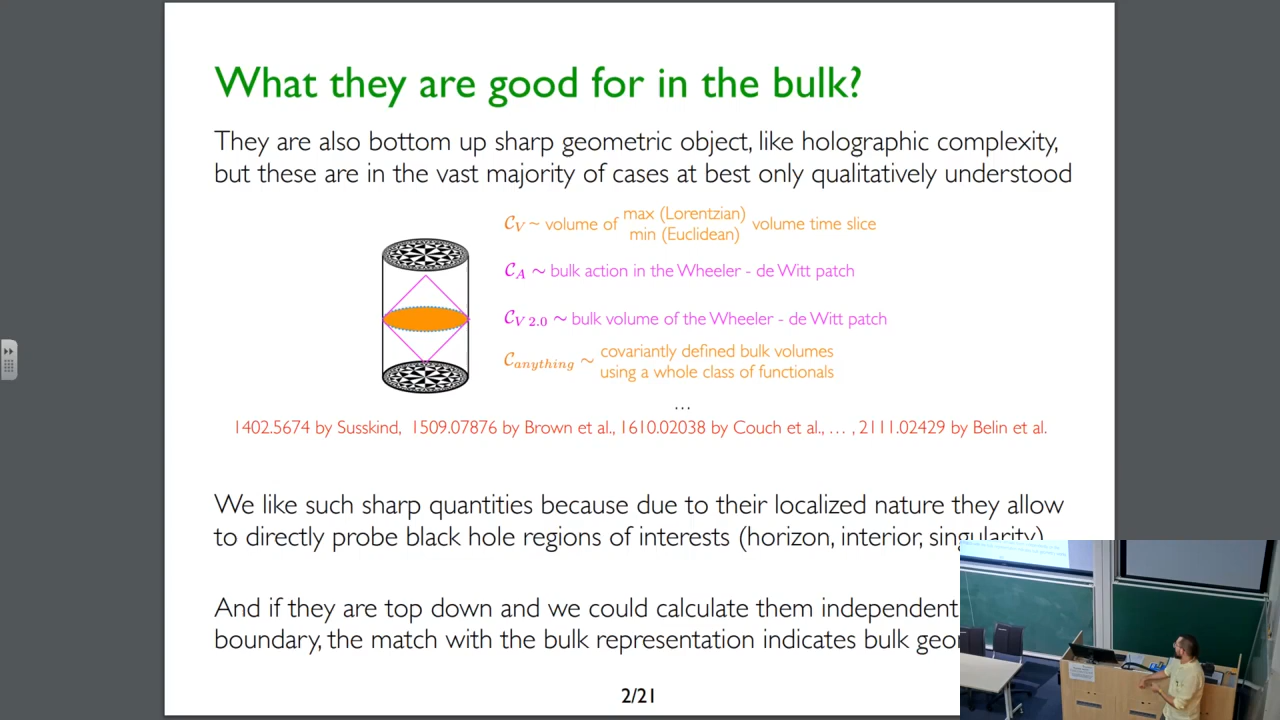 What they are good for in the bulk?
They are also bottom up sharp geometric object, like holographic complexity,
but these are in the vast majority of cases at best only qualitatively understood
C_V ~ volume of max (Lorentzian) min (Euclidean) volume time slice
C_A ~ bulk action in the Wheeler - de Witt patch
C_{V 2.0} ~ bulk volume of the Wheeler - de Witt patch
C_{anything} ~ covariantly defined bulk volumes
using a whole class of functionals
...
1402.5674 by Susskind, 1509.07876 by Brown et al., 1610.02038 by Couch et al., ... , 2111.02429 by Belin et al.
We like such sharp quantities because due to their localized nature they allow
to directly probe black hole regions of interests (horizon, interior, singularity)
And if they are top down and we could calculate them
boundary, the match with the bulk representation indicates bulk
2/21